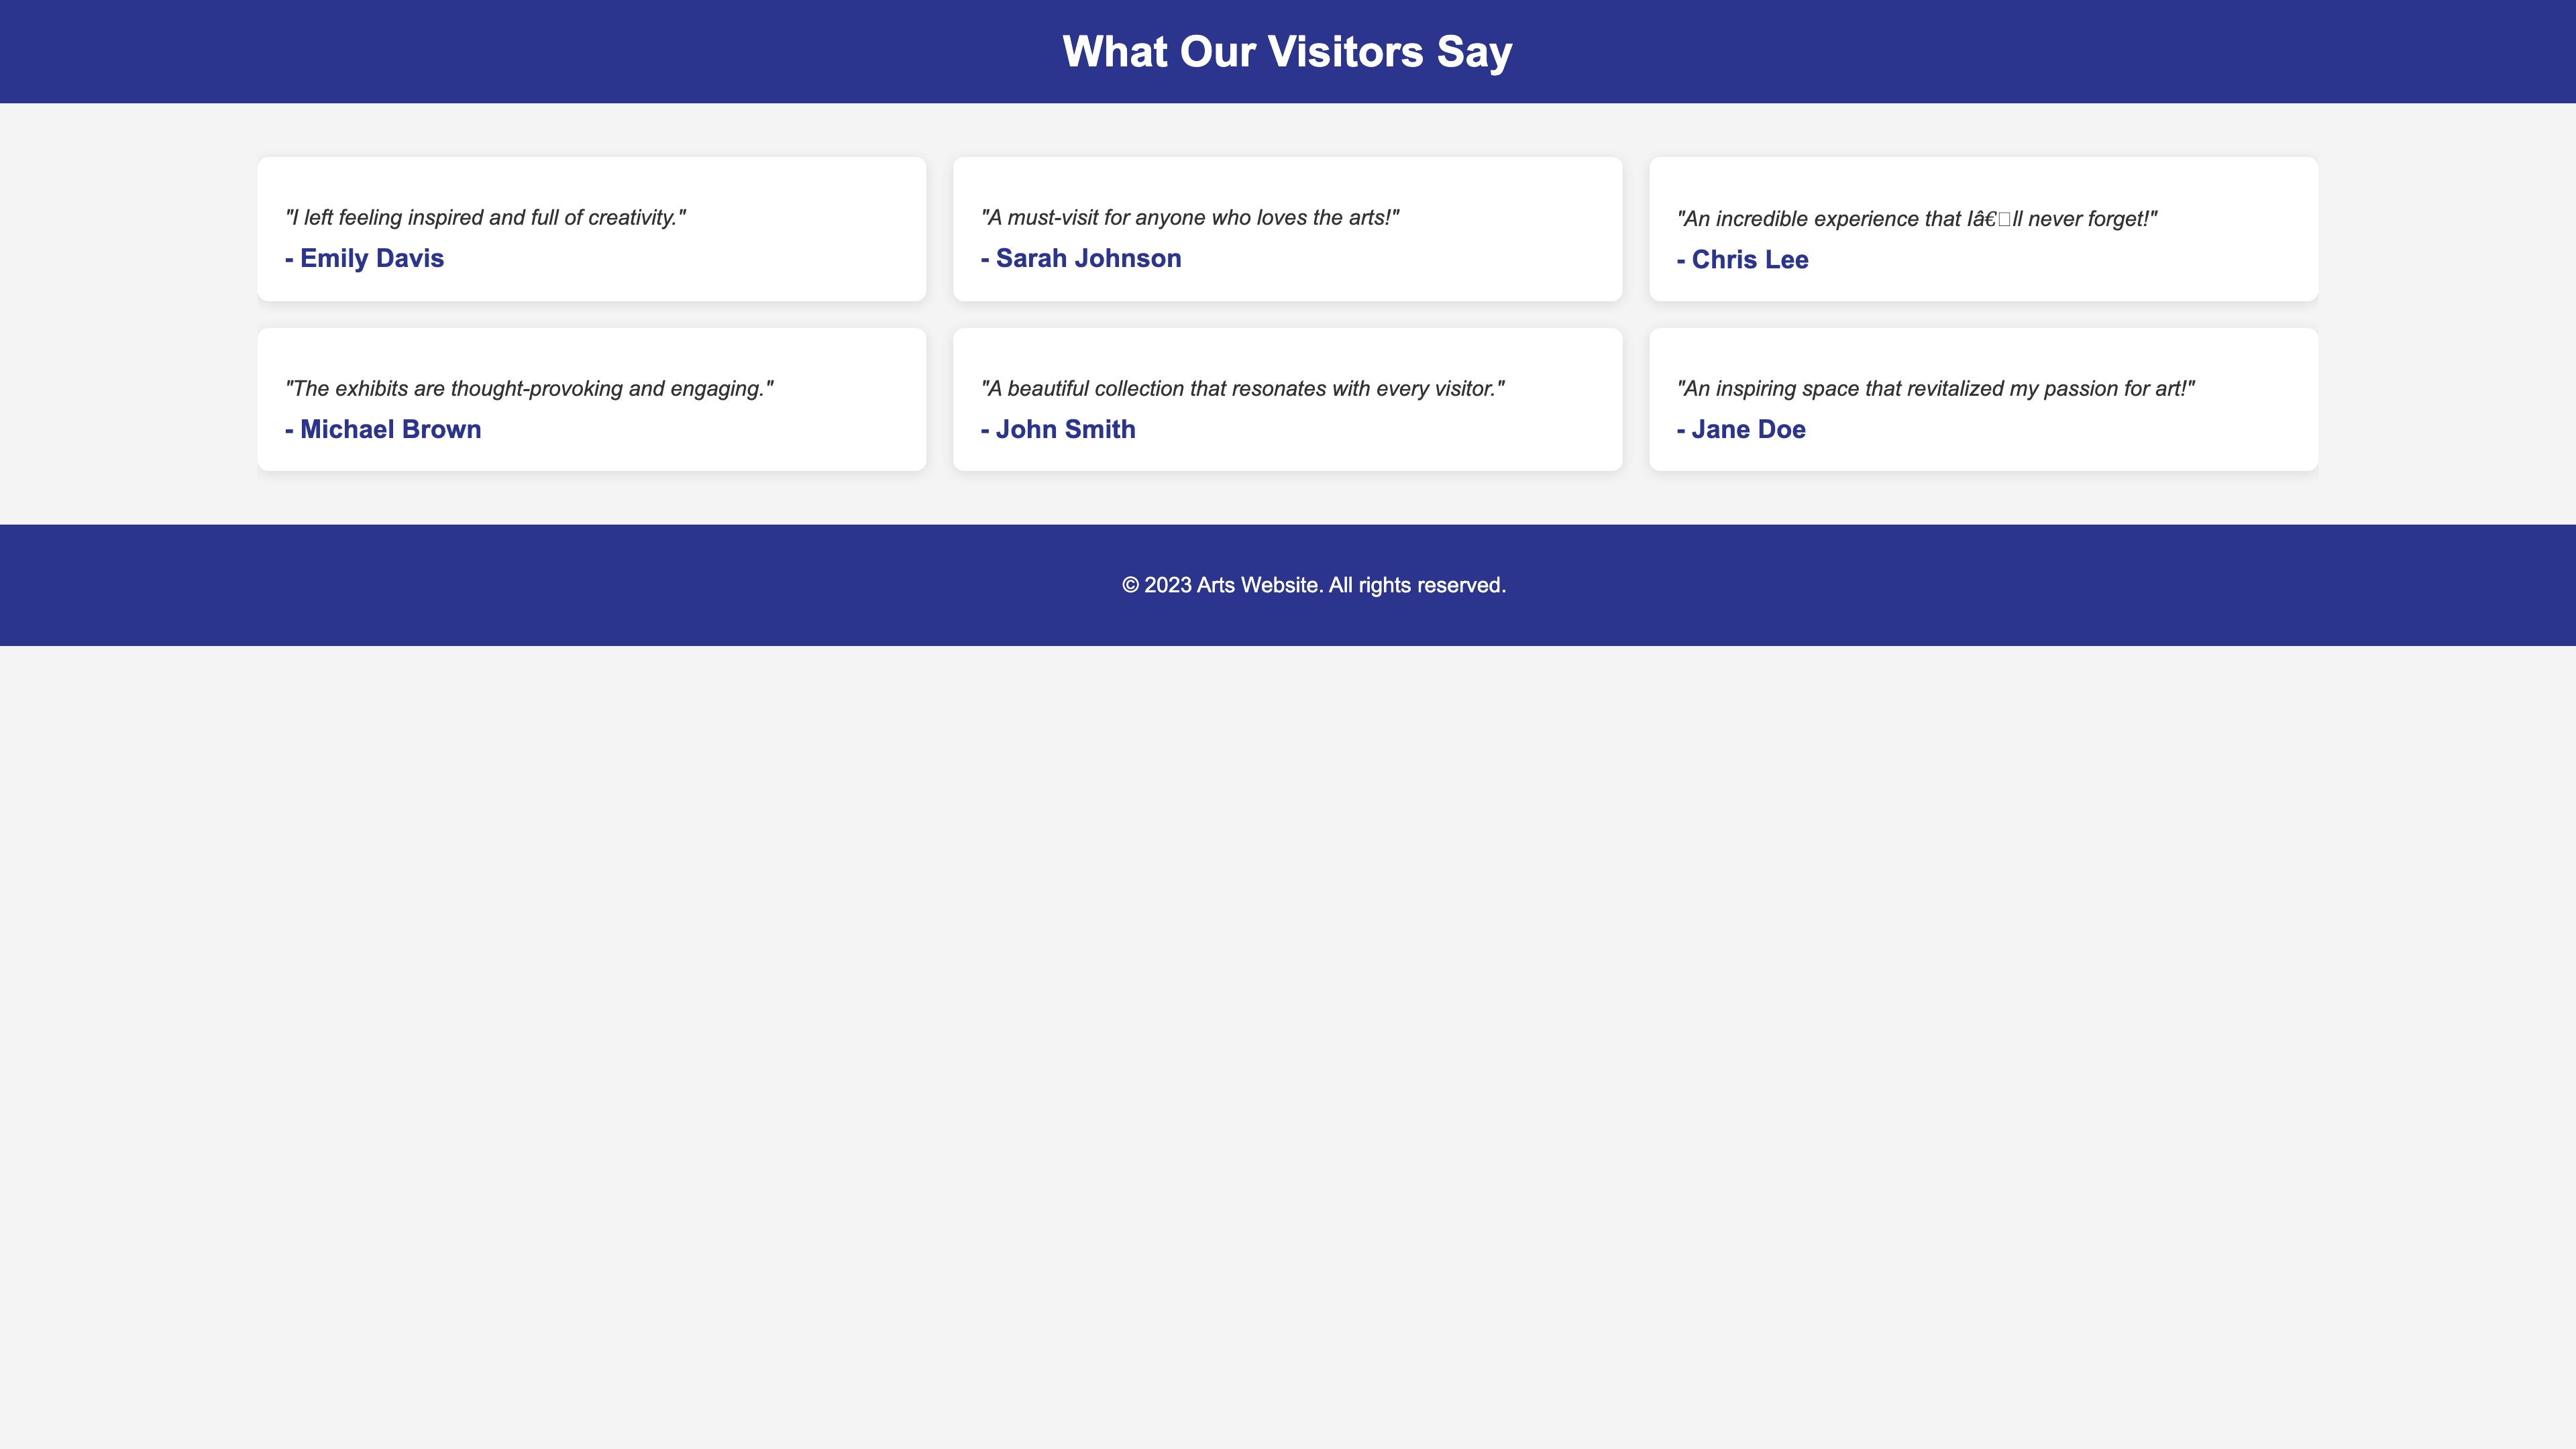 What Our Visitors Say
"I left feeling inspired and full of creativity."
- Emily Davis
"A must-visit for anyone who loves the arts!"
- Sarah Johnson
"An incredible experience that Iâ€□ll never forget!"
- Chris Lee
"The exhibits are thought-provoking and engaging."
- Michael Brown
"A beautiful collection that resonates with every visitor."
- John Smith
"An inspiring space that revitalized my passion for art!"
- Jane Doe
© 2023 Arts Website. All rights reserved.